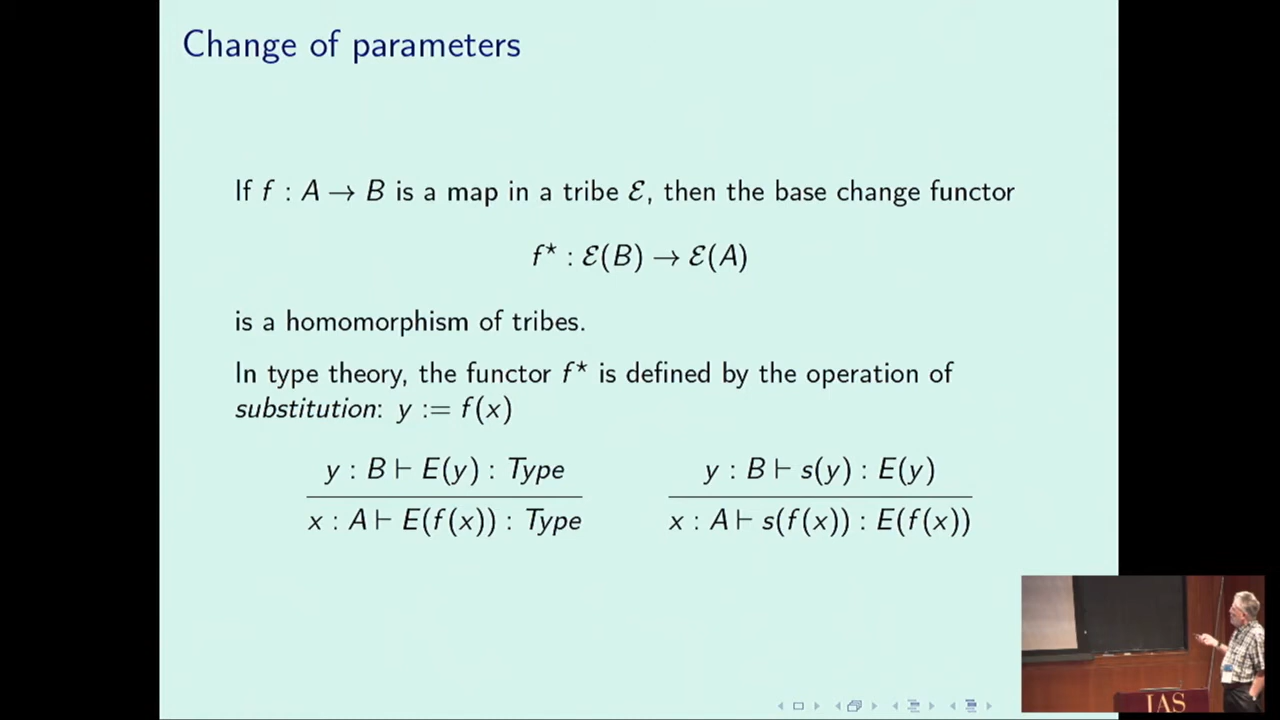 Change of parameters
If f : A → B is a map in a tribe ℰ, then the base change functor
f⋆ : ℰ(B) → ℰ(A)
is a homomorphism of tribes.
In type theory, the functor f⋆ is defined by the operation of
substitution: y := f(x)
y : B ⊢ E(y) : Type
x : A ⊢ E(f(x)) : Type
y : B ⊢ s(y) : E(y)
x : A ⊢ s(f(x)) : E(f(x))
IAS